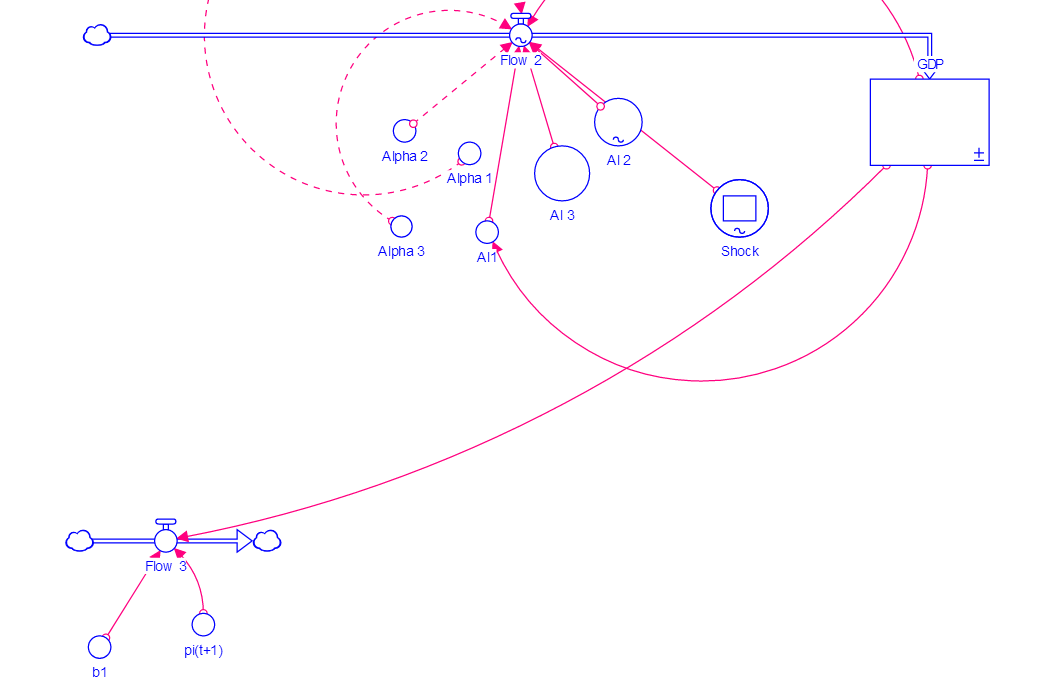 GDP
Flow 2
Alpha 2
AI 2
Alpha 1
AI 3
Alpha 3
AI1
Shock
Flow 3
pi(t+1)
b1